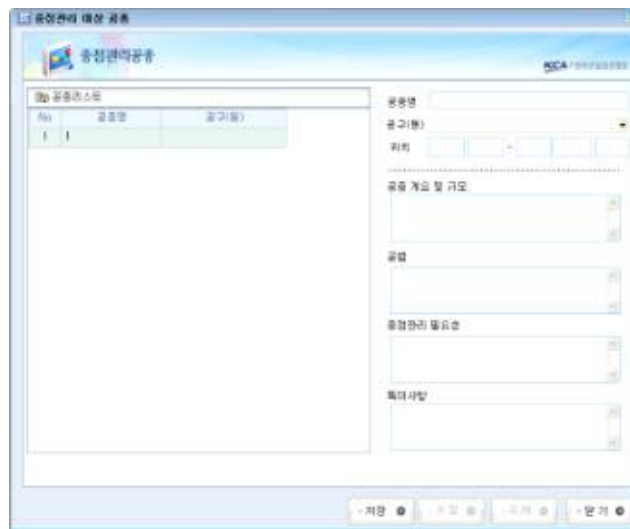 중점관리 대상 공종
중점관리공종
공종리스트
No 공종명 공구(동)
1 1
공종명
공구(동)
위치 -
공종 개요 및 규모
공법
중점관리 필요성
특이사항
저장 닫기